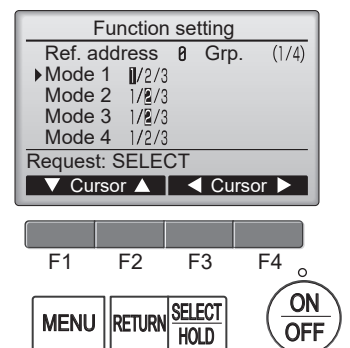 Function setting
Ref. address 0 Grp. (1/4)
Mode 1 1/2/3
Mode 2 1/2/3
Mode 3 1/2/3
Mode 4 1/2/3
Request: SELECT
▼ Cursor ▲ ◀ Cursor ▶
F1 F2 F3 F4
MENU RETURN SELECT HOLD ON OFF